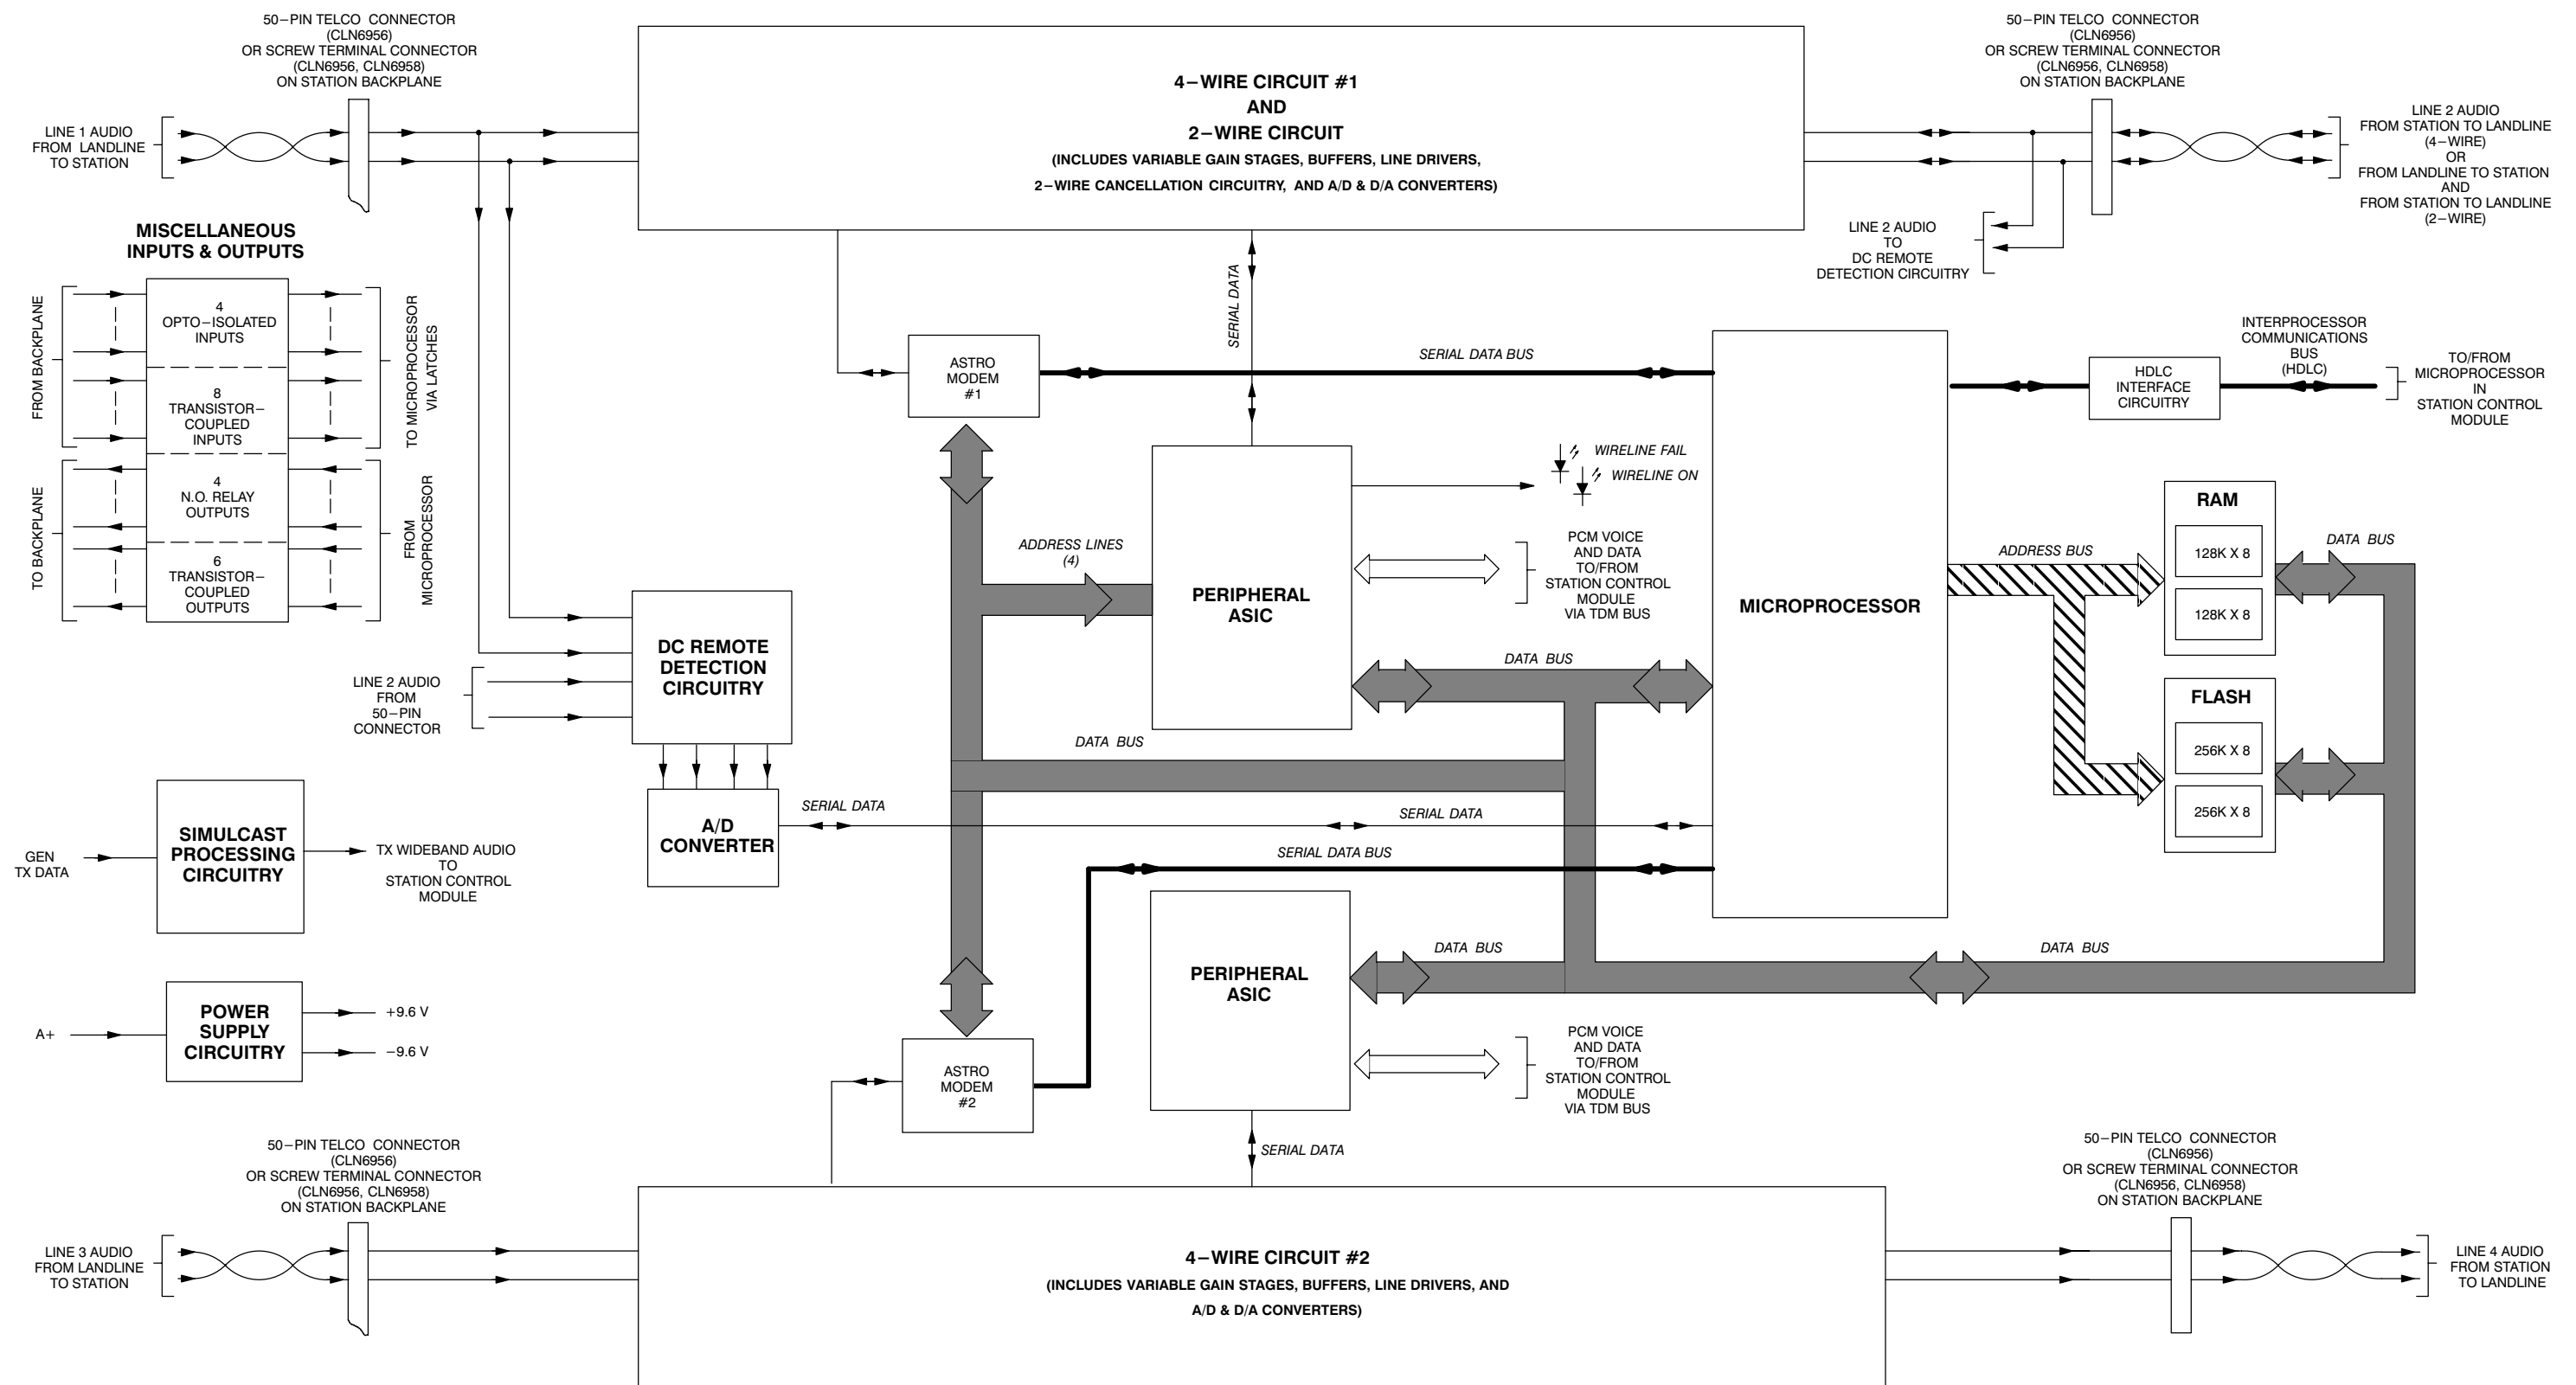 50–PIN TELCO CONNECTOR
(CLN6956)
OR SCREW TERMINAL CONNECTOR
(CLN6956, CLN6958)
ON STATION BACKPLANE
4–WIRE CIRCUIT #1
AND
2–WIRE CIRCUIT
(INCLUDES VARIABLE GAIN STAGES, BUFFERS, LINE DRIVERS,
2–WIRE CANCELLATION CIRCUITRY, AND A/D & D/A CONVERTERS)
50–PIN TELCO CONNECTOR
(CLN6956)
OR SCREW TERMINAL CONNECTOR
(CLN6956, CLN6958)
ON STATION BACKPLANE
LINE 1 AUDIO
FROM LANDLINE
TO STATION
LINE 2 AUDIO
FROM STATION TO LANDLINE
(4–WIRE)
OR
FROM LANDLINE TO STATION
AND
FROM STATION TO LANDLINE
(2–WIRE)
LINE 2 AUDIO
TO
DC REMOTE
DETECTION CIRCUITRY
MISCELLANEOUS
INPUTS & OUTPUTS
FROM BACKPLANE
4
OPTO–ISOLATED
INPUTS
8
TRANSISTOR–
COUPLED
INPUTS
TO MICROPROCESSOR
VIA LATCHES
TO BACKPLANE
4
N.O. RELAY
OUTPUTS
6
TRANSISTOR–
COUPLED
OUTPUTS
FROM
MICROPROCESSOR
SERIAL DATA
ASTRO
MODEM
#1
SERIAL DATA BUS
HDLC
INTERFACE
CIRCUITRY
INTERPROCESSOR
COMMUNICATIONS
BUS
(HDLC)
TO/FROM
MICROPROCESSOR
IN
STATION CONTROL
MODULE
WIRELINE FAIL
WIRELINE ON
ADDRESS LINES
(4)
PERIPHERAL
ASIC
PCM VOICE
AND DATA
TO/FROM
STATION CONTROL
MODULE
VIA TDM BUS
MICROPROCESSOR
ADDRESS BUS
RAM
128K X 8
128K X 8
DATA BUS
FLASH
256K X 8
256K X 8
DATA BUS
DC REMOTE
DETECTION
CIRCUITRY
LINE 2 AUDIO
FROM
50–PIN
CONNECTOR
DATA BUS
A/D
CONVERTER
SERIAL DATA
SERIAL DATA
SERIAL DATA BUS
GEN
TX DATA
SIMULCAST
PROCESSING
CIRCUITRY
TX WIDEBAND AUDIO
TO
STATION CONTROL
MODULE
PERIPHERAL
ASIC
DATA BUS
DATA BUS
A+
POWER
SUPPLY
CIRCUITRY
+9.6 V
–9.6 V
ASTRO
MODEM
#2
PCM VOICE
AND DATA
TO/FROM
STATION CONTROL
MODULE
VIA TDM BUS
SERIAL DATA
50–PIN TELCO CONNECTOR
(CLN6956)
OR SCREW TERMINAL CONNECTOR
(CLN6956, CLN6958)
ON STATION BACKPLANE
50–PIN TELCO CONNECTOR
(CLN6956)
OR SCREW TERMINAL CONNECTOR
(CLN6956, CLN6958)
ON STATION BACKPLANE
LINE 3 AUDIO
FROM LANDLINE
TO STATION
4–WIRE CIRCUIT #2
(INCLUDES VARIABLE GAIN STAGES, BUFFERS, LINE DRIVERS, AND
A/D & D/A CONVERTERS)
LINE 4 AUDIO
FROM STATION
TO LANDLINE